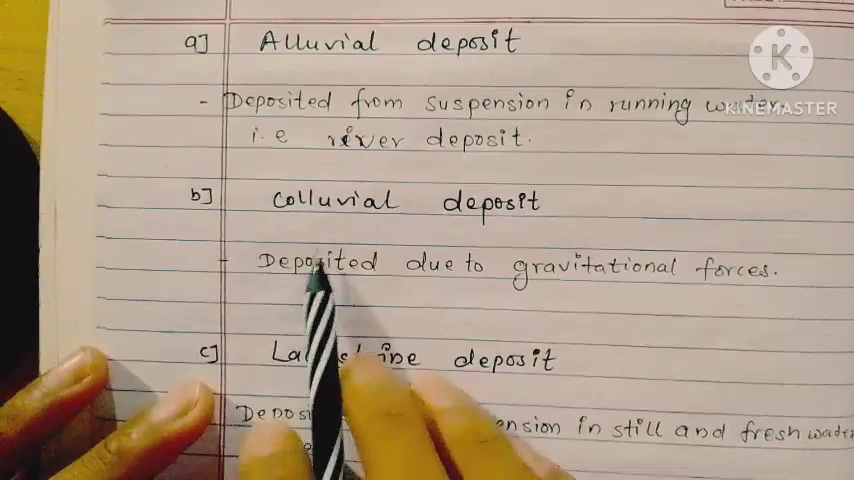 K
KINEMASTER
a] Alluvial deposit
- Deposited from suspension in running water.
i.e river deposit.
b] Colluvial deposit
- Deposited due to gravitational forces.
c] deposit
in still and fresh water